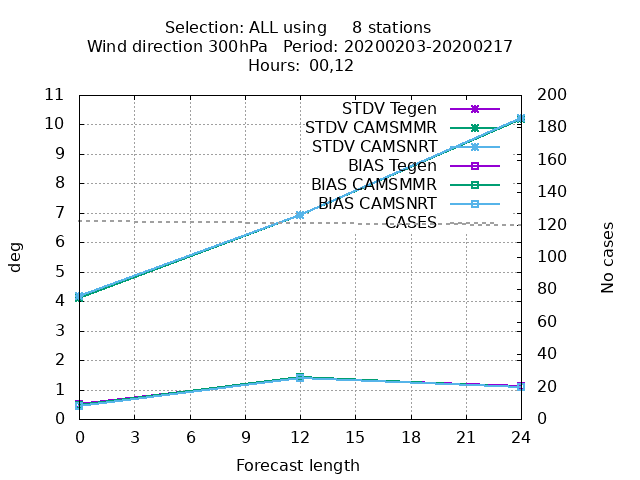 Selection: ALL using     8 stations
Wind direction 300hPa   Period: 20200203-20200217
Hours: 00,12
11 200
10 180
9 160
8 140
7 120
6 100
5 80
4 60
3 40
2 20
1 0
0
STDV Tegen
STDV CAMSMMR
STDV CAMSNRT
BIAS Tegen
BIAS CAMSMMR
BIAS CAMSNRT
CASES
deg
No cases
0 3 6 9 12 15 18 21 24
Forecast length